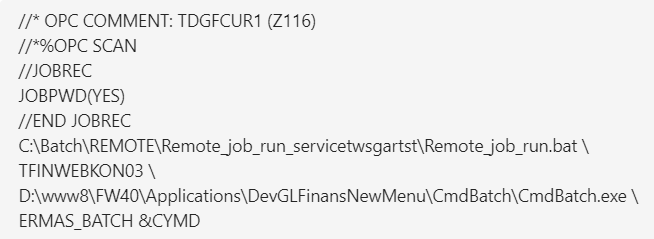 //* OPC COMMENT: TDGFCUR1 (Z116)
//*%OPC SCAN
//JOBREC
JOBPWD(YES)
//END JOBREC
C:\Batch\REMOTE\Remote_job_run_servicetwsgartst\Remote_job_run.bat \
TFINWEBKON03 \
D:\www8\FW40\Applications\DevGLFinansNewMenu\CmdBatch\CmdBatch.exe \
ERMAS_BATCH &CYMD